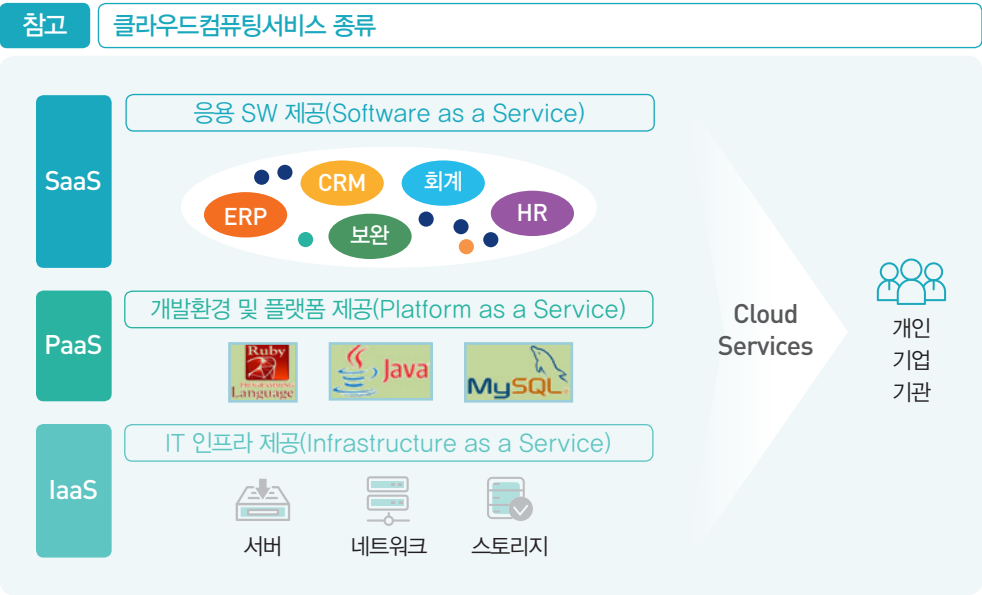 참고
클라우드컴퓨팅서비스 종류
SaaS
응용 SW 제공(Software as a Service)
CRM
회계
ERP
HR
보완
PaaS
개발환경 및 플랫폼 제공(Platform as a Service)
Ruby
PROGRAMMING
Language
Java
MySQL
Cloud
Services
개인
기업
기관
IaaS
IT 인프라 제공(Infrastructure as a Service)
서버
네트워크
스토리지